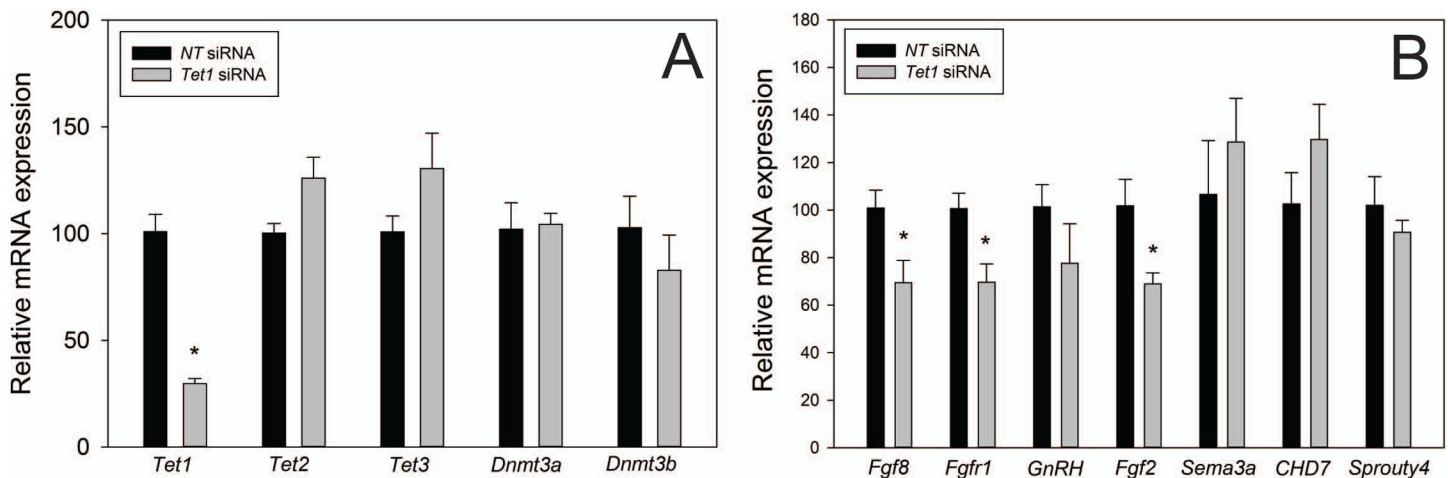 A
NT siRNA
Tet1 siRNA
Relative mRNA expression
200
150
100
50
0
*
Tet1 Tet2 Tet3 Dnmt3a Dnmt3b
B
NT siRNA
Tet1 siRNA
Relative mRNA expression
180
160
140
120
100
80
60
40
20
0
* * *
Fgf8 Fgfr1 GnRH Fgf2 Sema3a CHD7 Sprouty4